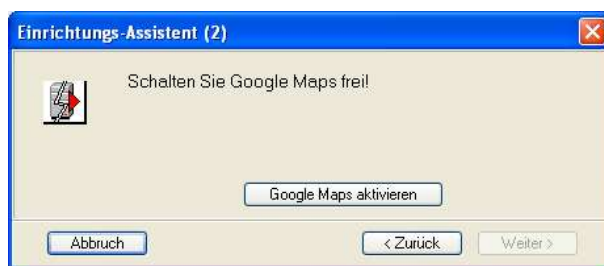 Einrichtungs-Assistent (2)
Schalten Sie Google Maps frei!
Google Maps aktivieren
Abbruch
< Zurück
Weiter >